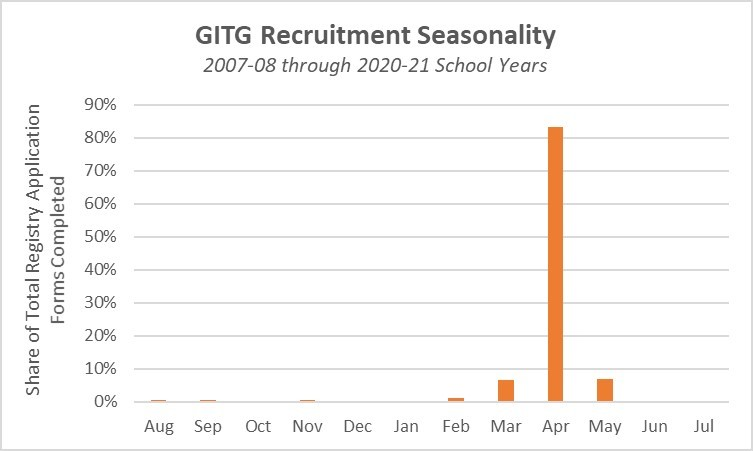 GITG Recruitment Seasonality
2007-08 through 2020-21 School Years
Share of Total Registry Application
Forms Completed
90%
80%
70%
60%
50%
40%
30%
20%
10%
0%
Aug Sep Oct Nov Dec Jan Feb Mar Apr May Jun Jul